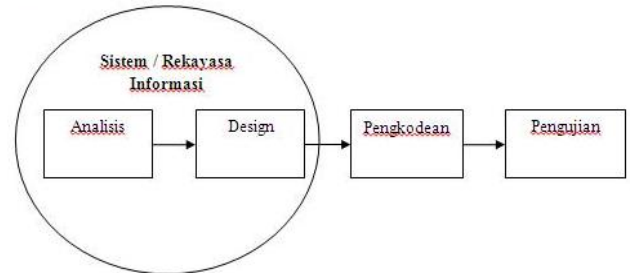 Sistem / Rekayasa
Informasi
Analisis
Design
Pengkodean
Pengujian